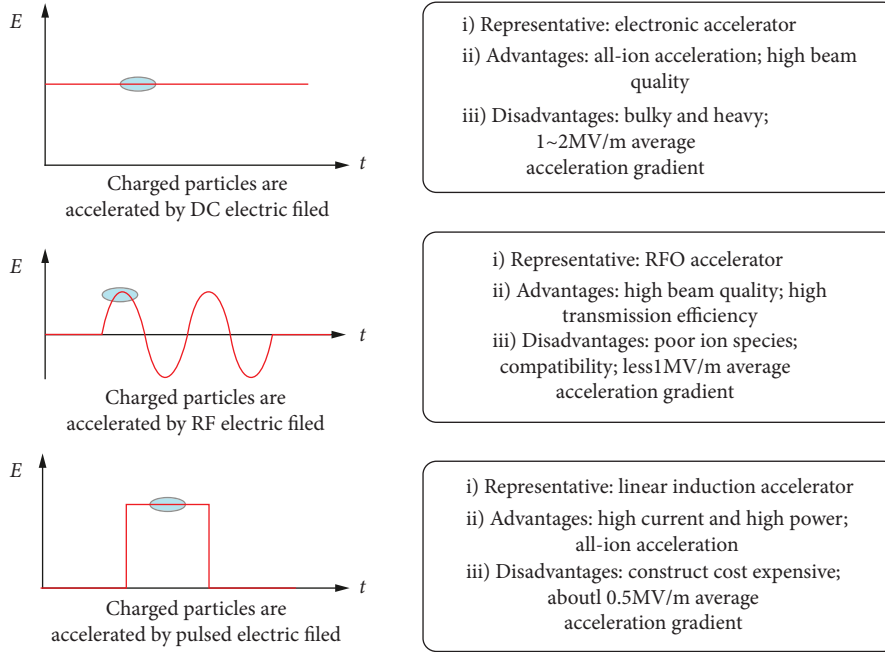 E
t
Charged particles are
accelerated by DC electric filed
i) Representative: electronic accelerator
ii) Advantages: all-ion acceleration; high beam
quality
iii) Disadvantages: bulky and heavy;
1~2MV/m average
acceleration gradient
E
t
Charged particles are
accelerated by RF electric filed
i) Representative: RFO accelerator
ii) Advantages: high beam quality; high
transmission efficiency
iii) Disadvantages: poor ion species;
compatibility; less1MV/m average
acceleration gradient
E
t
Charged particles are
accelerated by pulsed electric filed
i) Representative: linear induction accelerator
ii) Advantages: high current and high power;
all-ion acceleration
iii) Disadvantages: construct cost expensive;
aboutl 0.5MV/m average
acceleration gradient